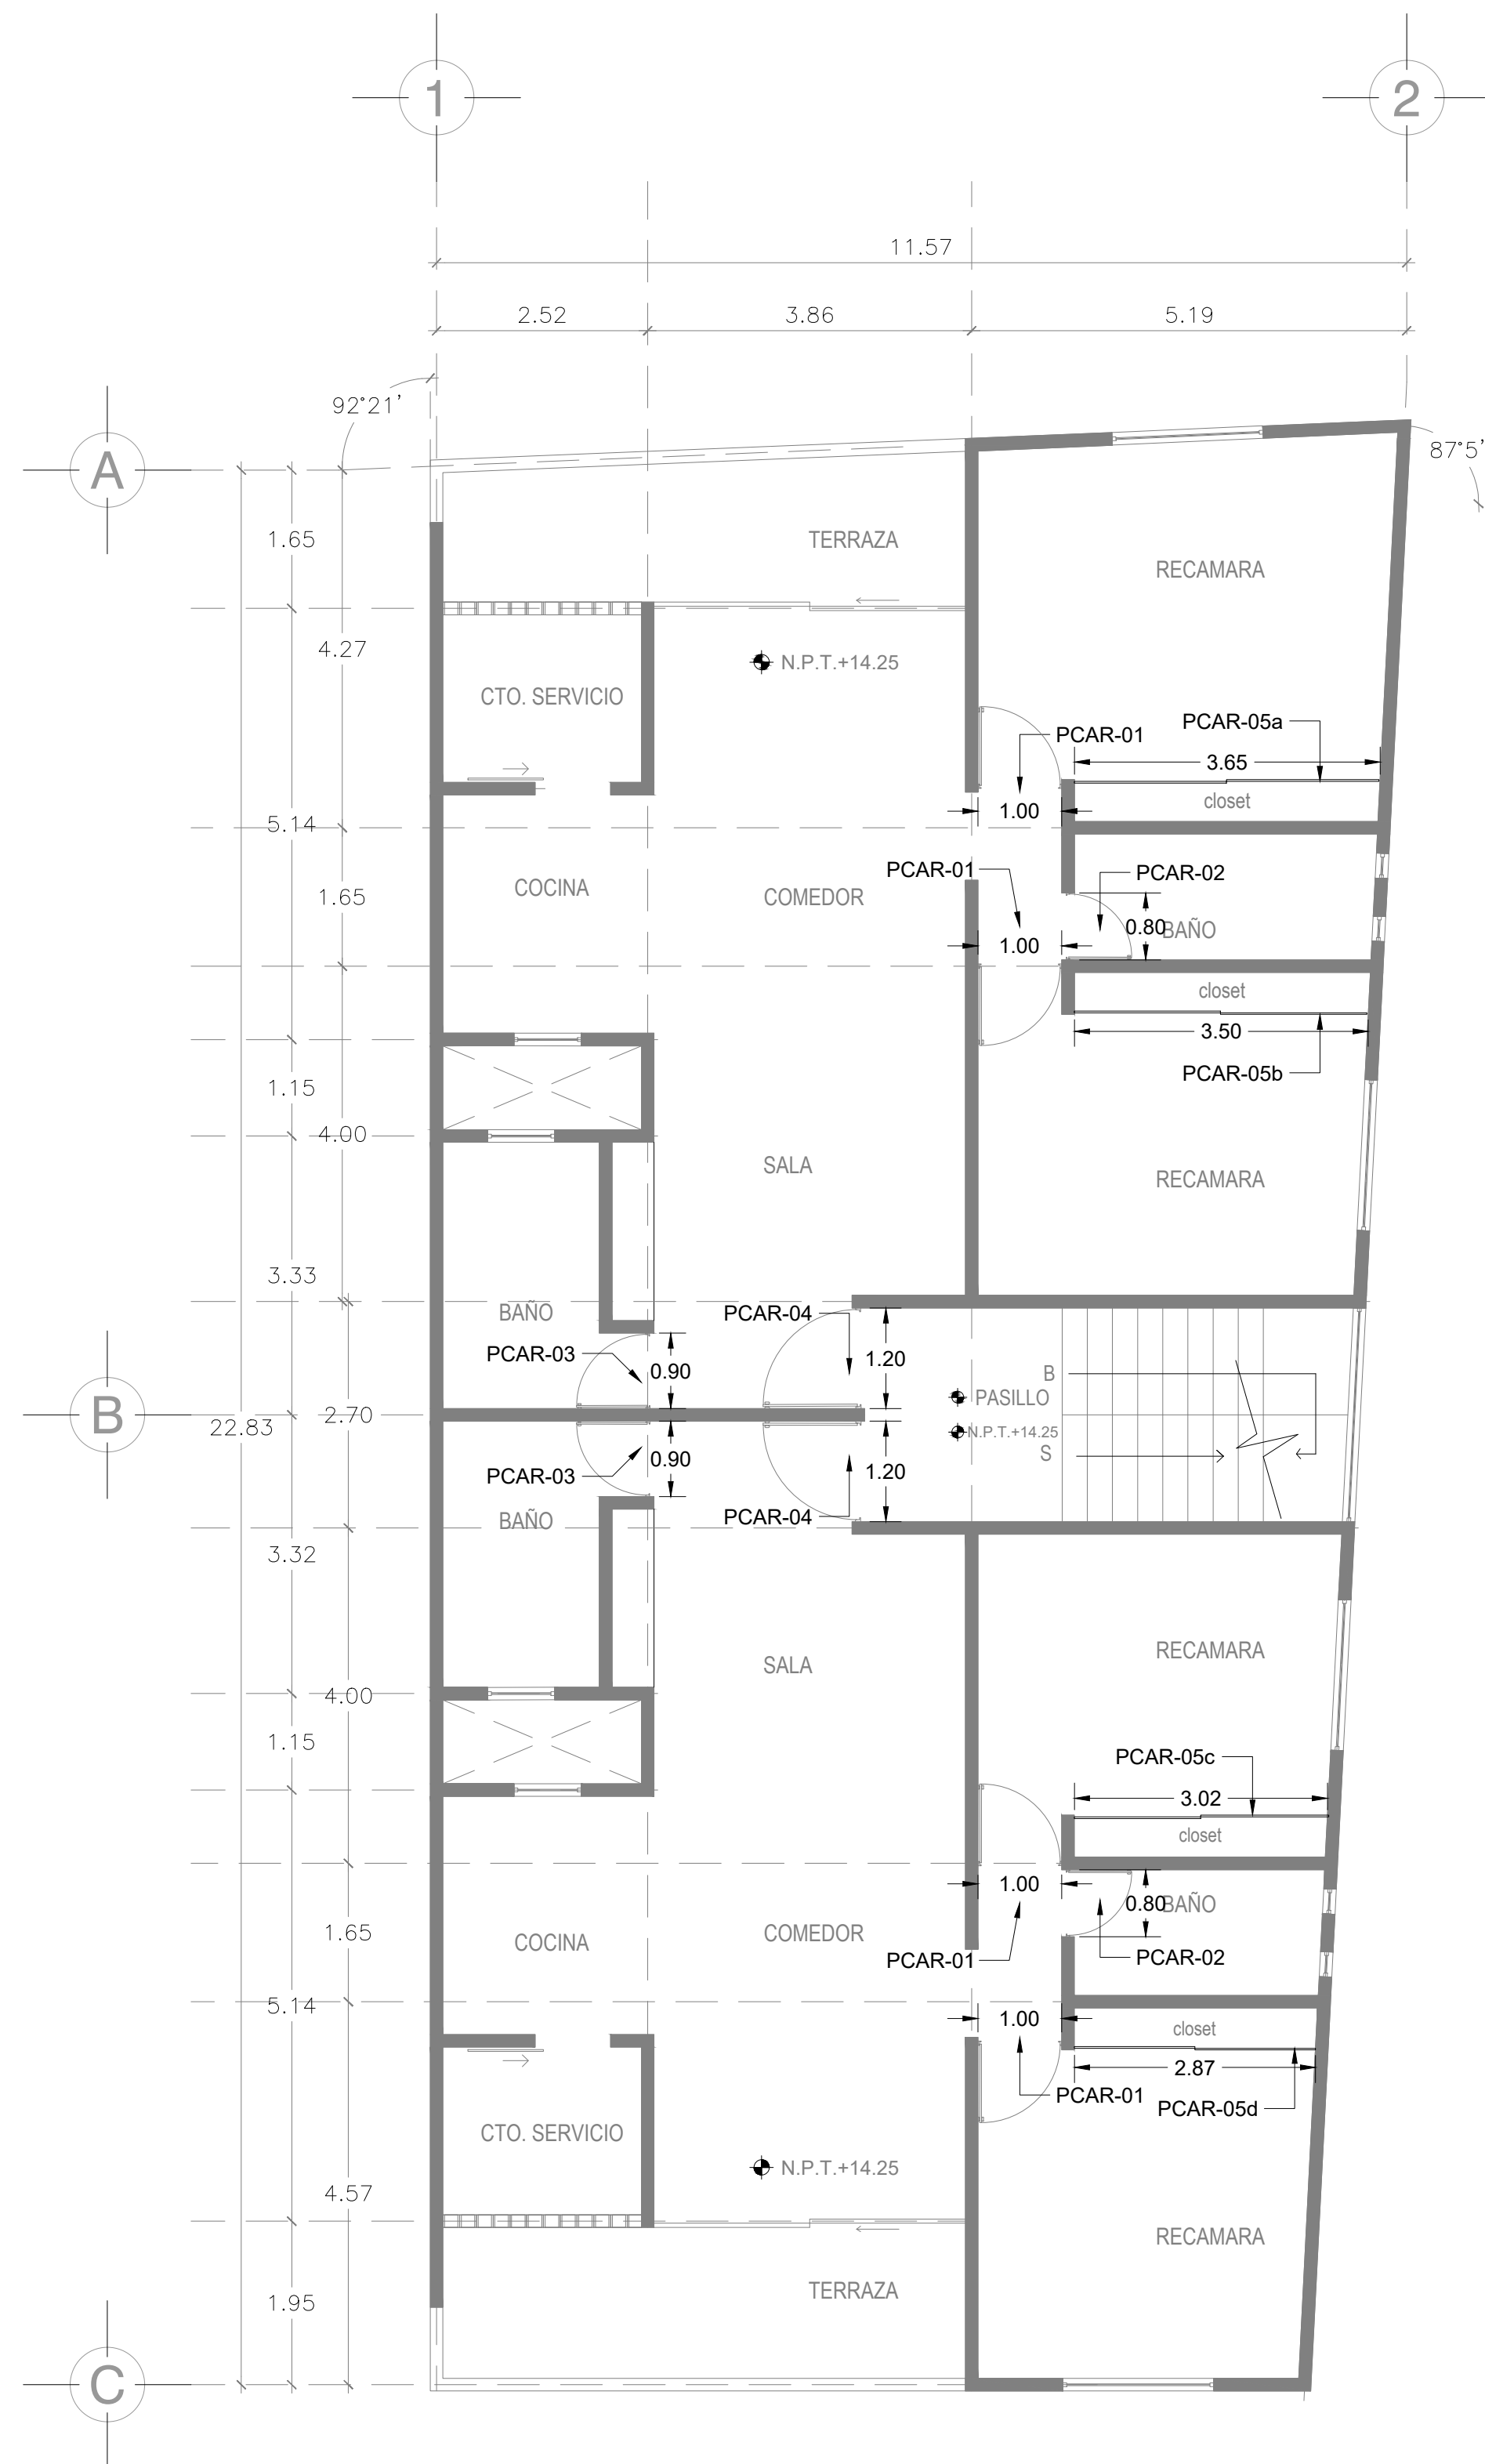 1
2
11.57
2.52
3.86
5.19
92°21'
87°5'
A
1.65
TERRAZA
RECAMARA
4.27
N.P.T.+14.25
CTO. SERVICIO
PCAR-05a
PCAR-01
3.65
closet
1.00
5.14
PCAR-01
PCAR-02
COCINA
COMEDOR
1.65
0.80
BAÑO
1.00
closet
3.50
PCAR-05b
1.15
4.00
SALA
RECAMARA
3.33
BAÑO
PCAR-04
PCAR-03
1.20
0.90
B
PASILLO
B
2.70
22.83
N.P.T.+14.25
S
0.90
1.20
PCAR-03
PCAR-04
BAÑO
3.32
RECAMARA
SALA
4.00
1.15
PCAR-05c
3.02
closet
1.00
0.80
BAÑO
1.65
COCINA
COMEDOR
PCAR-01
PCAR-02
5.14
1.00
closet
2.87
PCAR-01
PCAR-05d
CTO. SERVICIO
N.P.T.+14.25
4.57
RECAMARA
TERRAZA
1.95
C